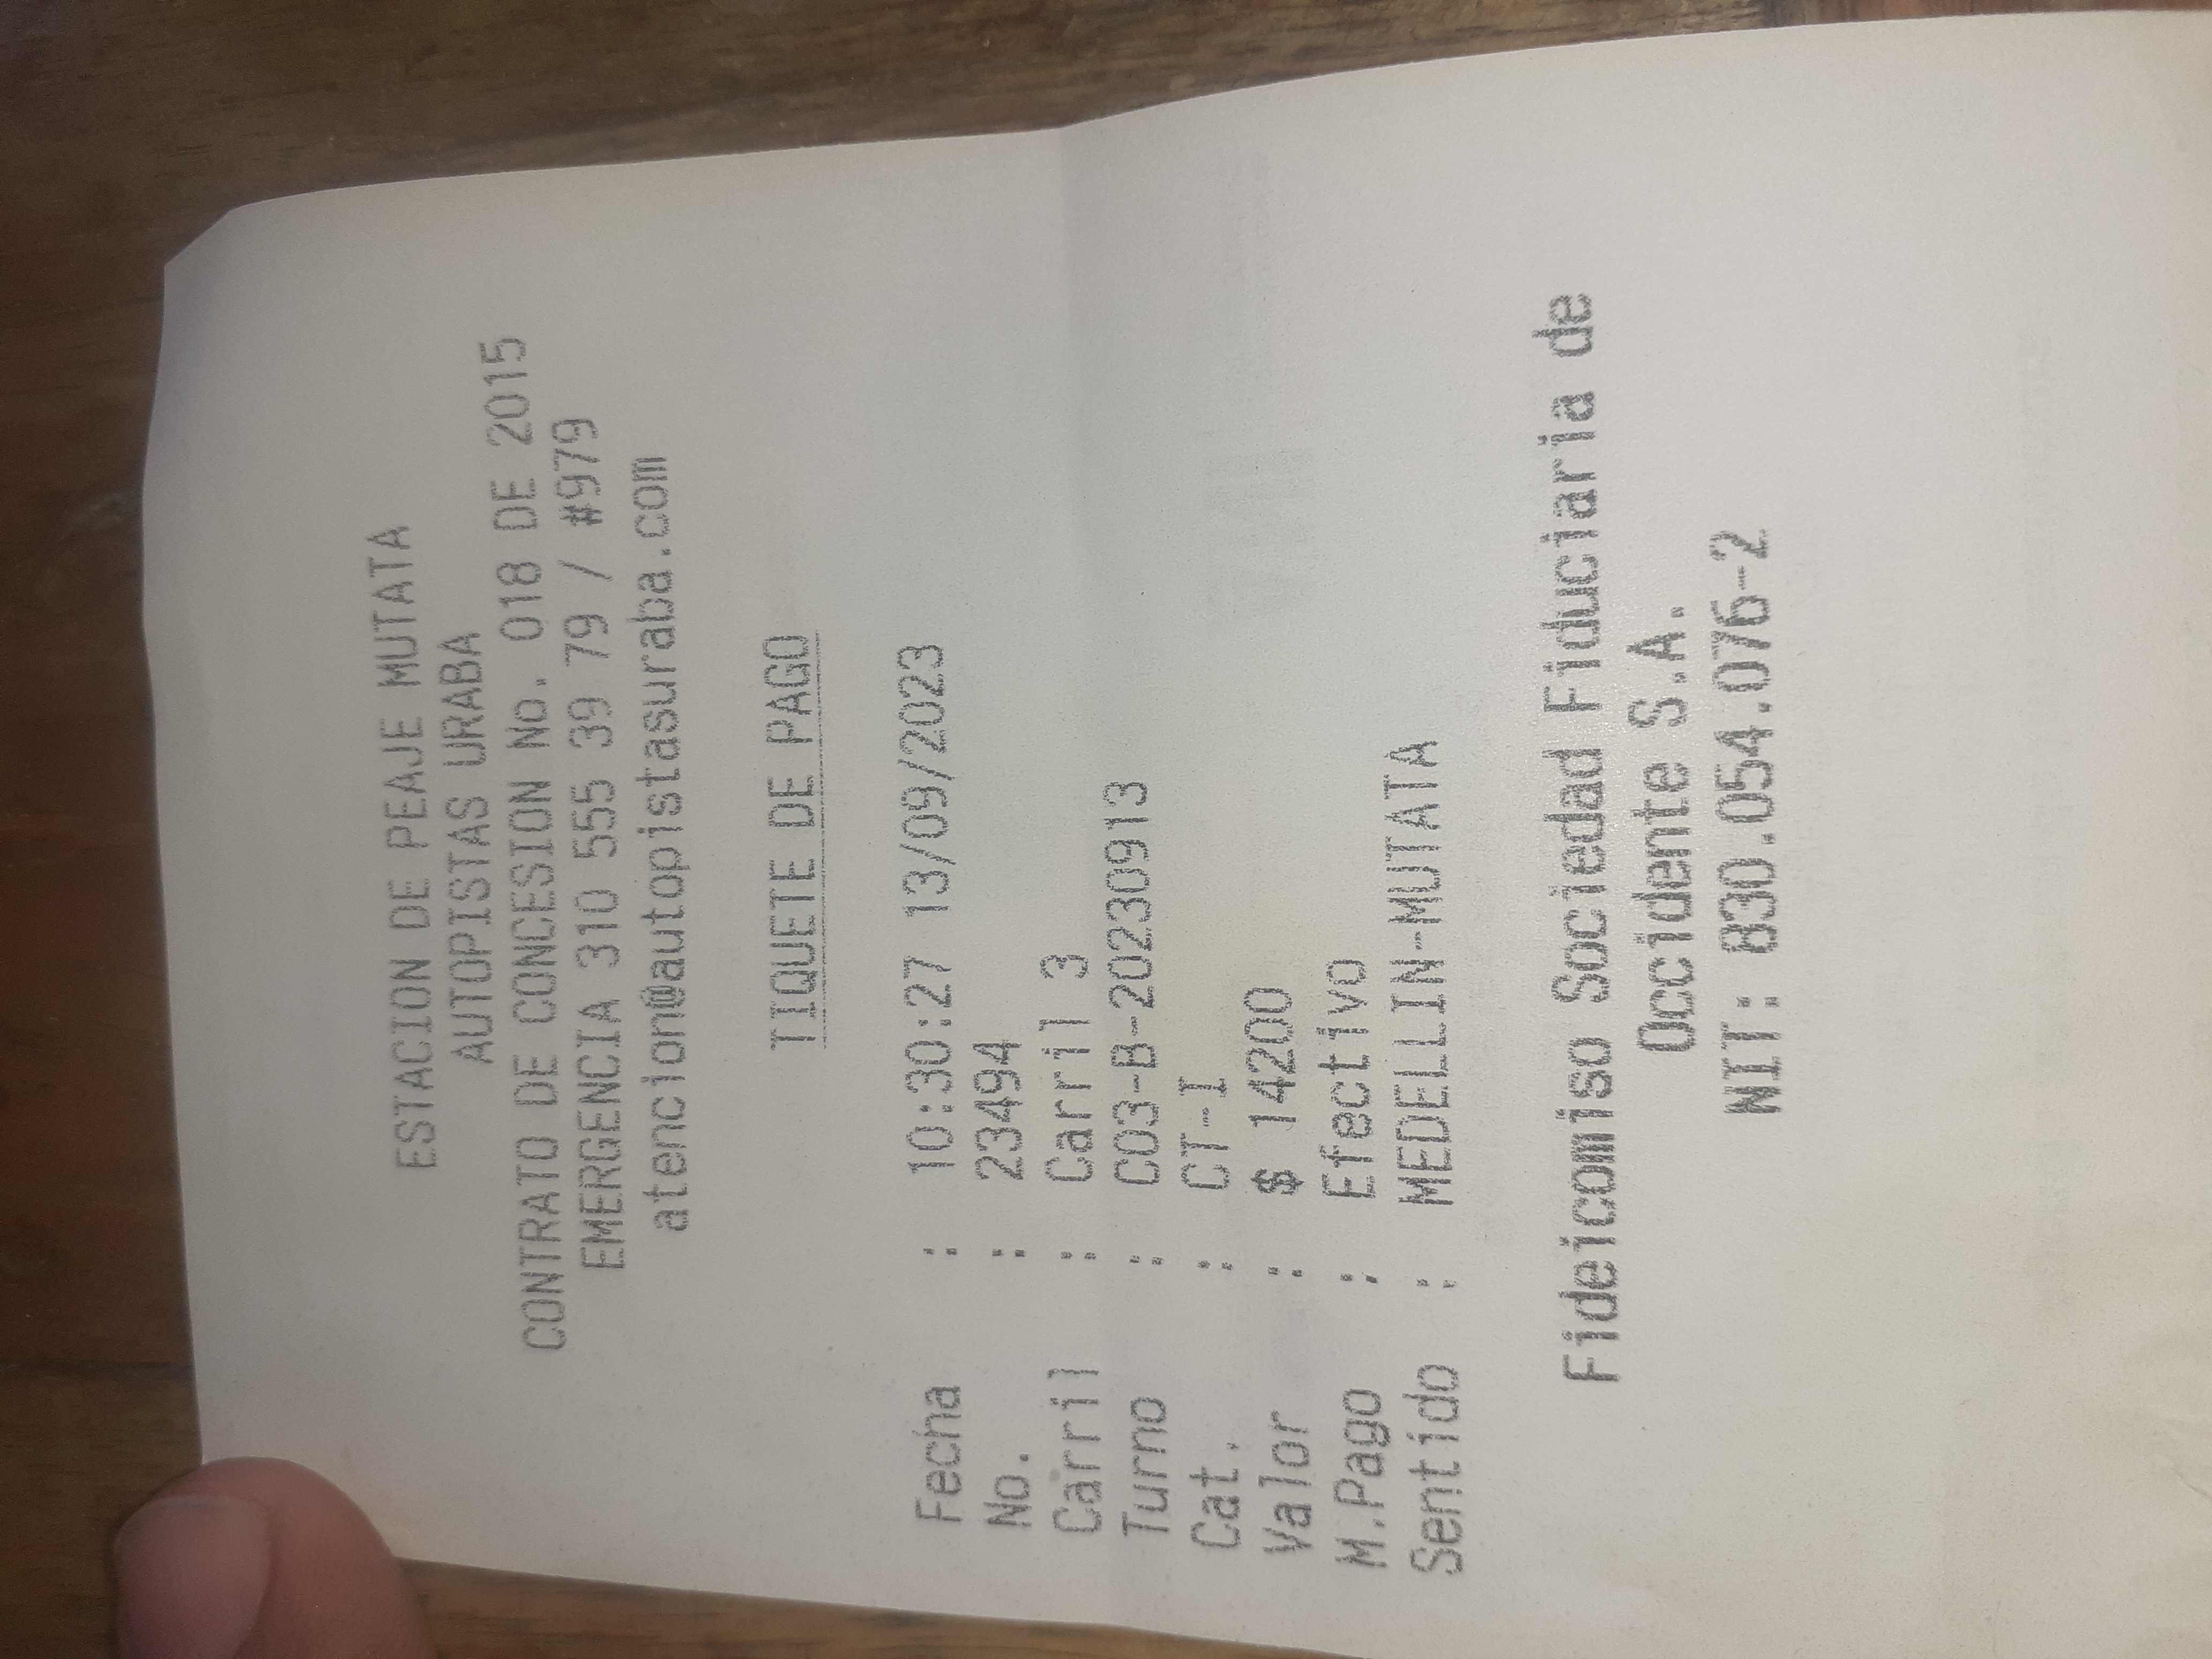 ESTACION DE PEAJE MUTATA
AUTOPISTAS URABA
CONTRATO DE CONCESION No. 018 DE 2015
EMERGENCIA 310 555 39 79 / #979
atencion@autopistasuraba.com
TIQUETE DE PAGO
Fecha : 10:30:27 13/09/2023
No. : 23494
Carril : Carril 3
Turno : C03-B-20230913
Cat. : CT-I
Valor : $ 14200
M.Pago : Efectivo
Sentido : MEDELLIN-MUTATA
Fideicomiso Sociedad Fiduciaria de
Occidente S.A.
NIT: 830.054.076-2